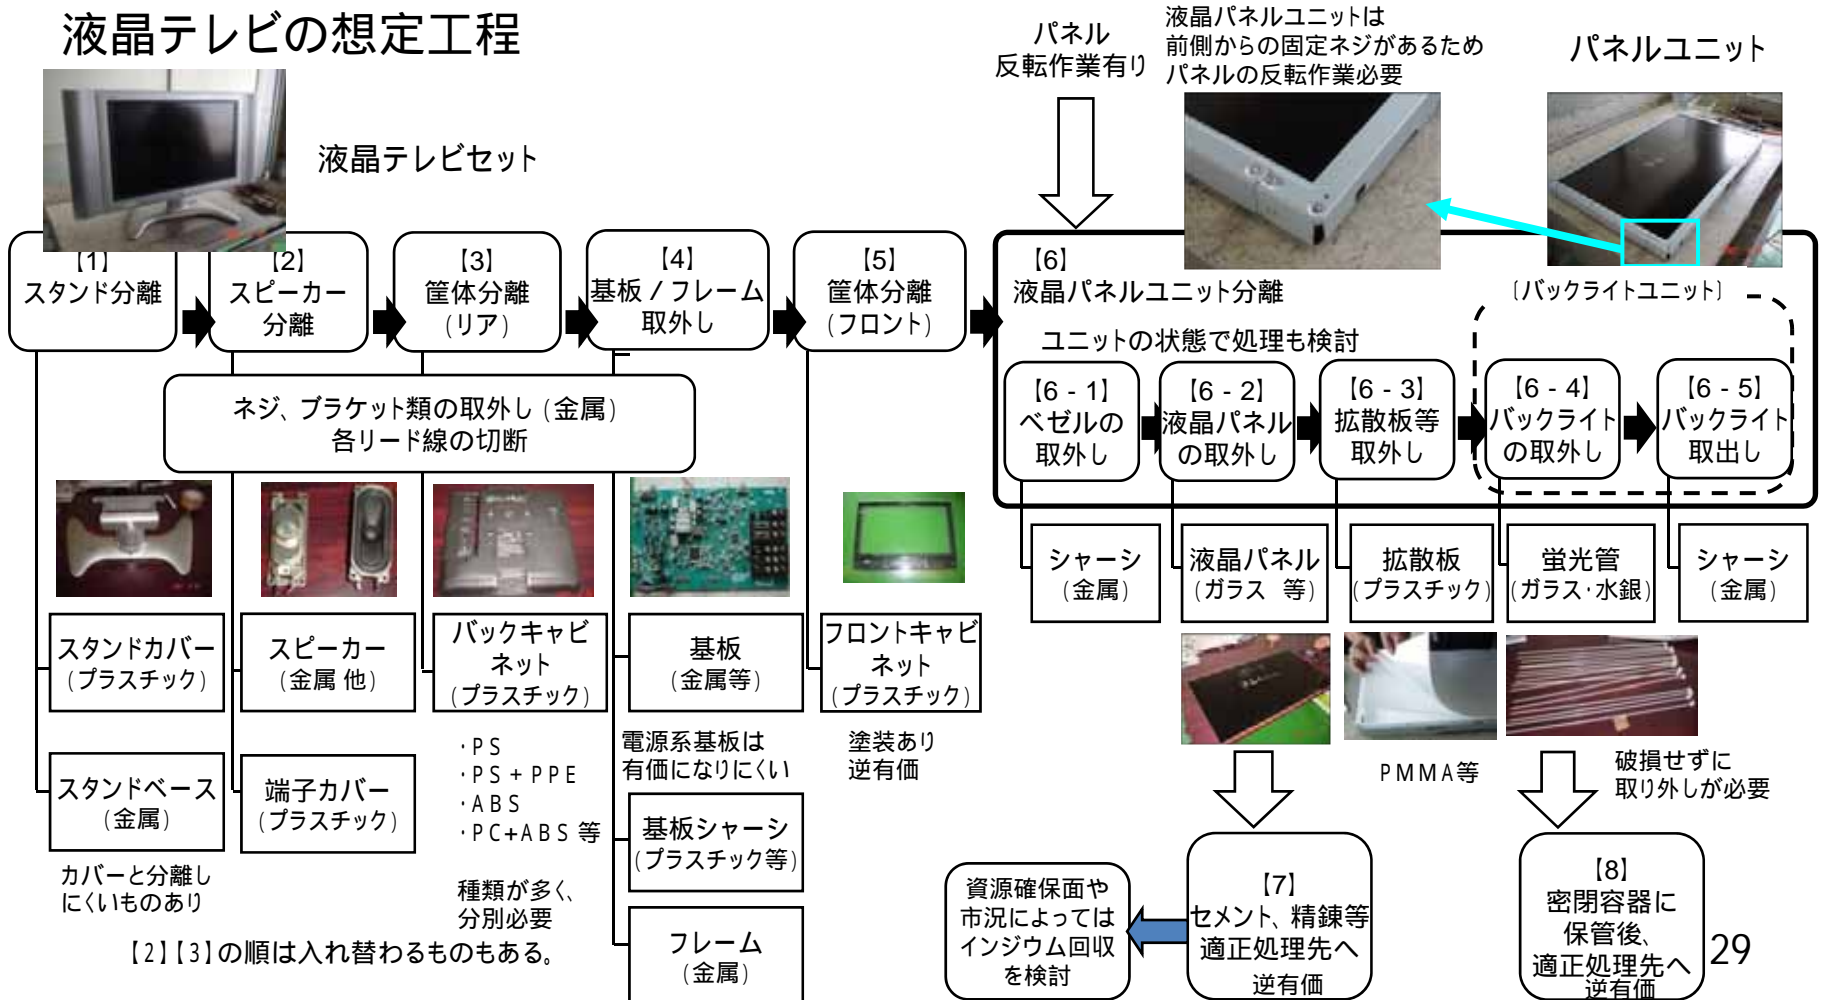 液晶テレビの想定工程
液晶テレビセット
パネル
反転作業有り
液晶パネルユニットは
前側からの固定ネジがあるため
パネルの反転作業必要
パネルユニット
【1】
スタンド分離
【2】
スピーカー
分離
【3】
筐体分離
（リア）
【4】
基板／フレーム
取外し
【5】
筐体分離
（フロント）
【6】
液晶パネルユニット分離
〔バックライトユニット〕
ユニットの状態で処理も検討
【6‐1】
ベゼルの
取外し
【6‐2】
液晶パネル
の取外し
【6‐3】
拡散板等
取外し
【6‐4】
バックライト
の取外し
【6‐5】
バックライト
取出し
ネジ、ブラケット類の取外し（金属）
各リード線の切断
スタンドカバー
（プラスチック）
スタンドベース
（金属）
カバーと分離し
にくいものあり
スピーカー
（金属 他）
端子カバー
（プラスチック）
バックキャビ
ネット
（プラスチック）
・PS
・PS＋PPE
・ABS
・PC+ABS 等
種類が多く、
分別必要
基板
（金属等）
電源系基板は
有価になりにくい
基板シャーシ
（プラスチック等）
フレーム
（金属）
フロントキャビ
ネット
（プラスチック）
塗装あり
逆有価
シャーシ
（金属）
液晶パネル
（ガラス 等）
拡散板
（プラスチック）
蛍光管
（ガラス・水銀）
シャーシ
（金属）
PMMA等
破損せずに
取り外しが必要
資源確保面や
市況によっては
インジウム回収
を検討
【7】
セメント、精錬等
適正処理先へ
逆有価
【8】
密閉容器に
保管後、
適正処理先へ
逆有価
【2】【3】の順は入れ替わるものもある。
29